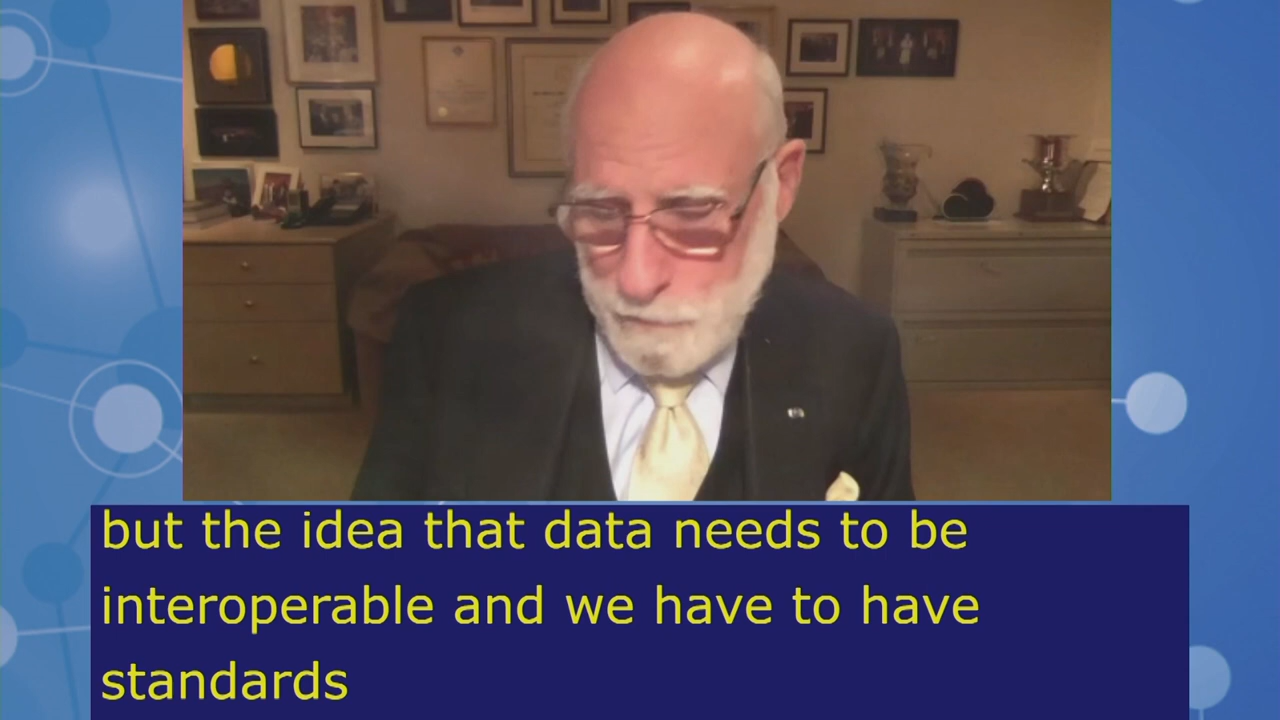 but the idea that data needs to be
interoperable and we have to have
standards